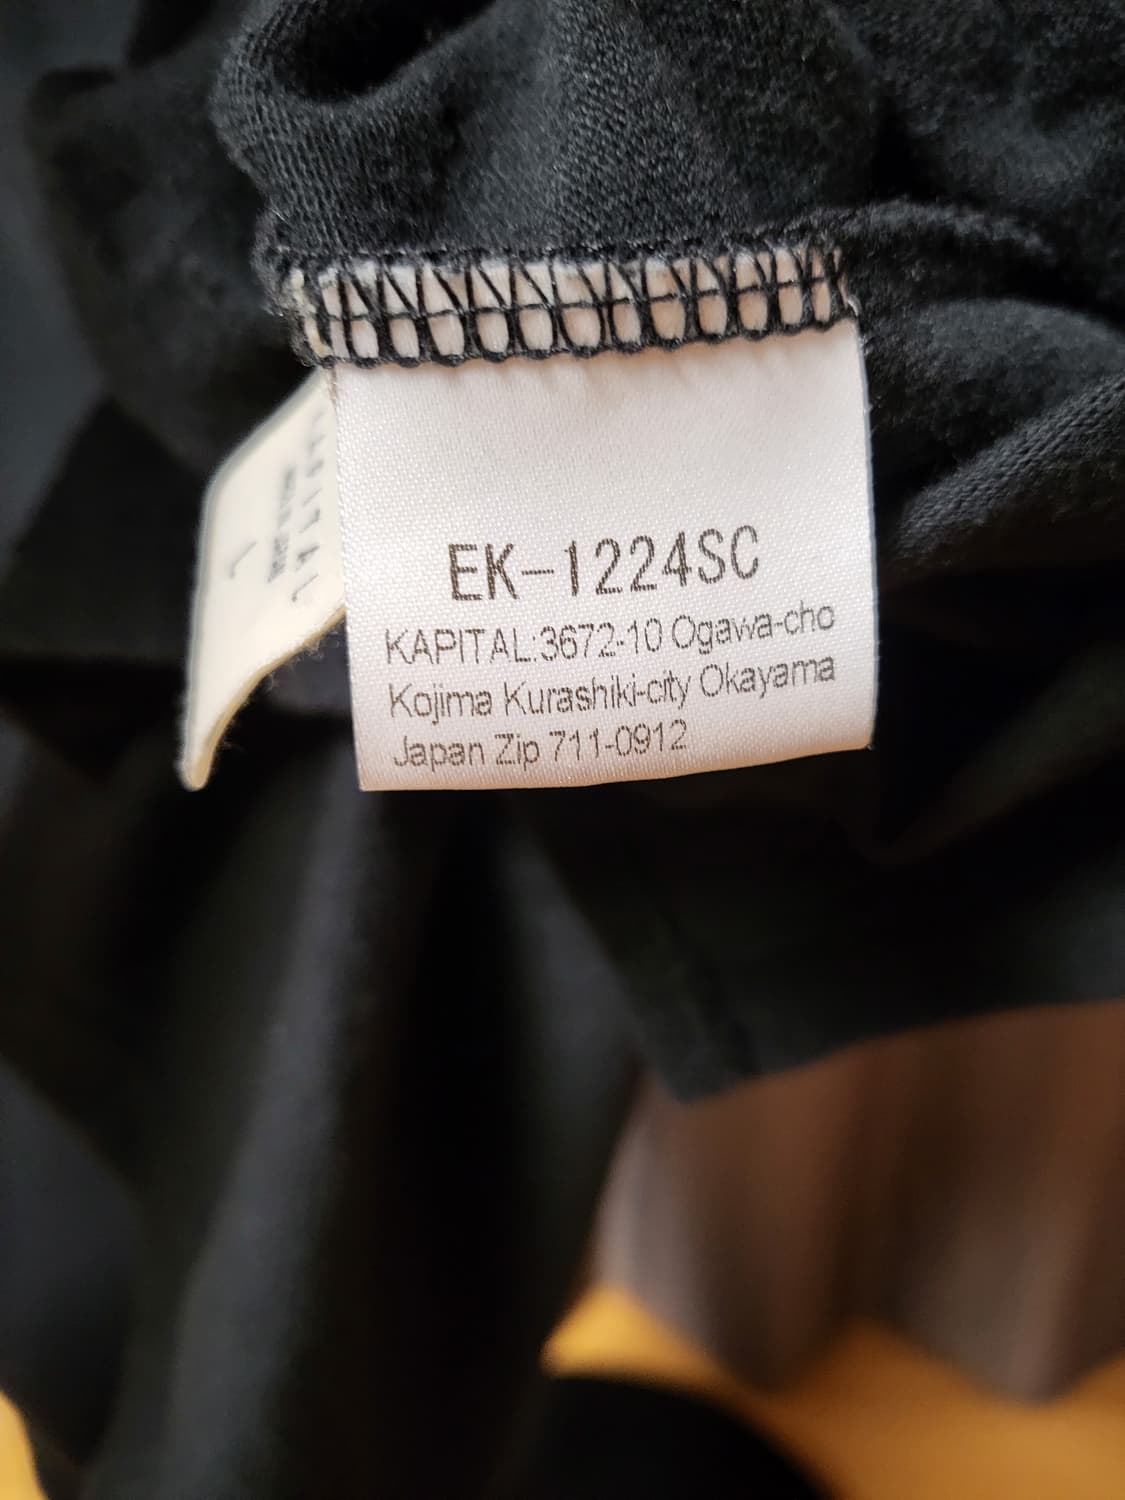 EK-1224SC
KAPITAL:3672-10 Ogawa-cho
Kojima Kurashiki-city Okayama
Japan Zip 711-0912